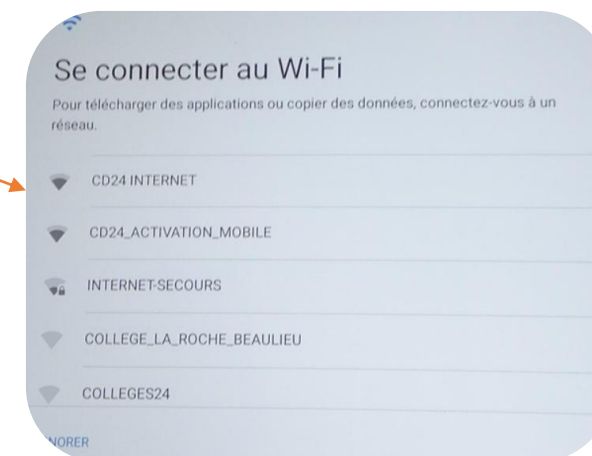 Se connecter au Wi-Fi
Pour télécharger des applications ou copier des données, connectez-vous à un
réseau.
CD24 INTERNET
CD24_ACTIVATION_MOBILE
INTERNET-SECOURS
COLLEGE_LA_ROCHE_BEAULIEU
COLLEGES24
NORER